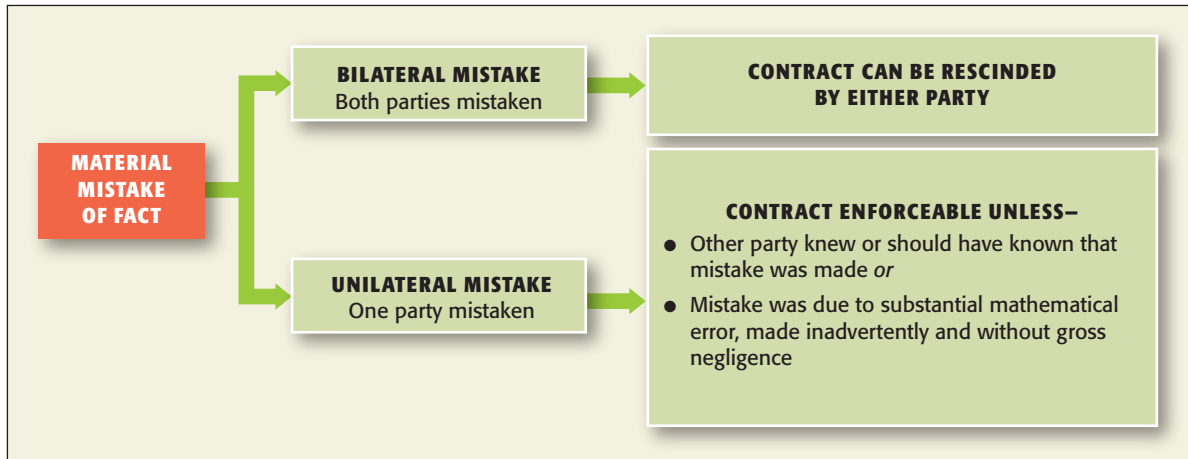 MATERIAL
MISTAKE
OF FACT
BILATERAL MISTAKE
Both parties mistaken
CONTRACT CAN BE RESCINDED
BY EITHER PARTY
UNILATERAL MISTAKE
One party mistaken
CONTRACT ENFORCEABLE UNLESS–
● Other party knew or should have known that
mistake was made or
● Mistake was due to substantial mathematical
error, made inadvertently and without gross
negligence